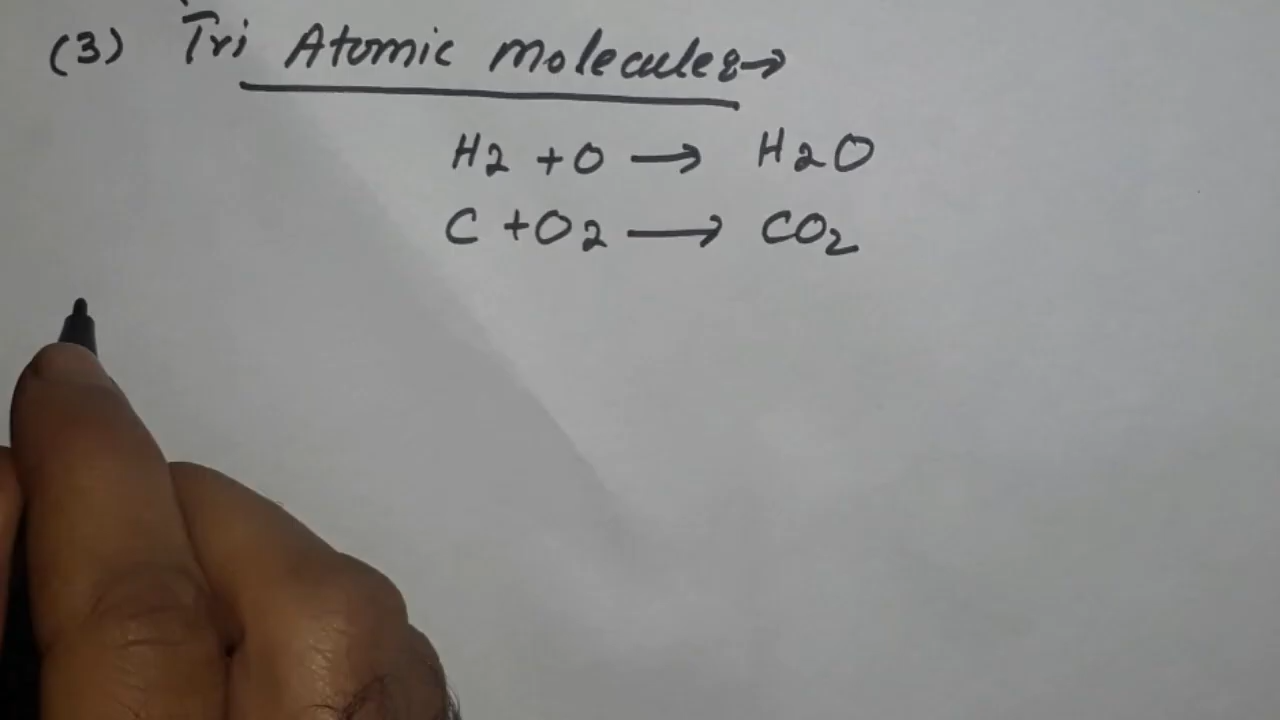 (3) Tri Atomic Molecules→
H2 + O → H2O
C + O2 → CO2